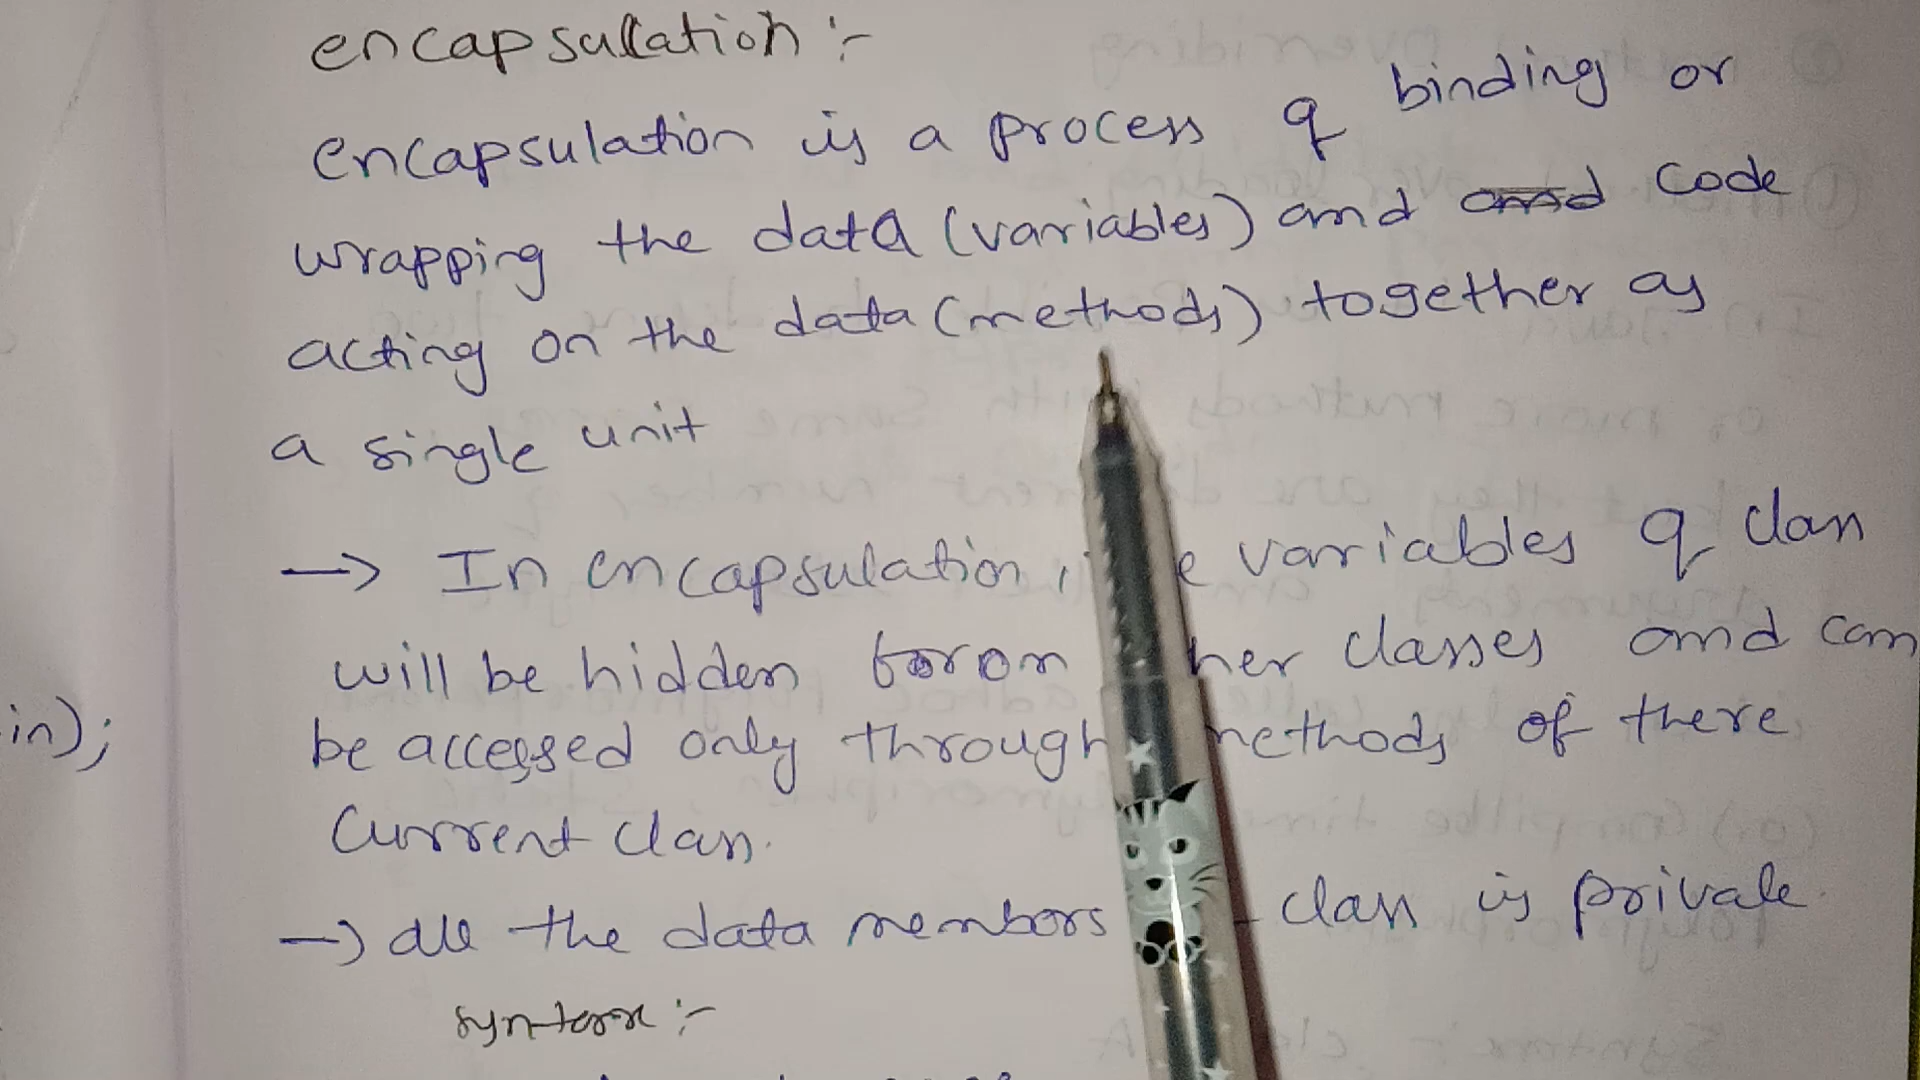 encapsulation :-
encapsulation is a process of binding or
wrapping the data (variables) and and code
acting on the data (methods) together as
a single unit
→ In encapsulation, variables of class
will be hidden from classes and can
be accessed only through methods of there
in);
current class.
→ All the data members class is private
syntax :-